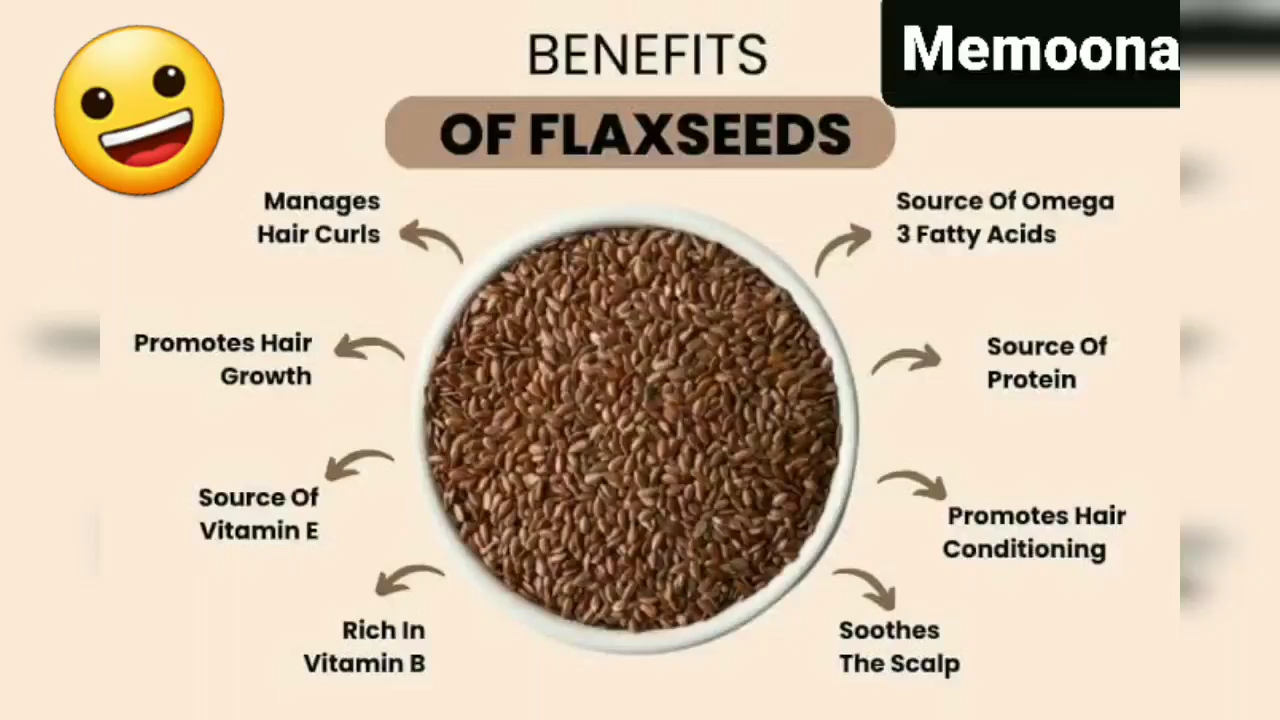 BENEFITS
Memoona
OF FLAXSEEDS
Manages
Hair Curls
Source Of Omega
3 Fatty Acids
Promotes Hair
Growth
Source Of
Protein
Source Of
Vitamin E
Promotes Hair
Conditioning
Rich In
Vitamin B
Soothes
The Scalp